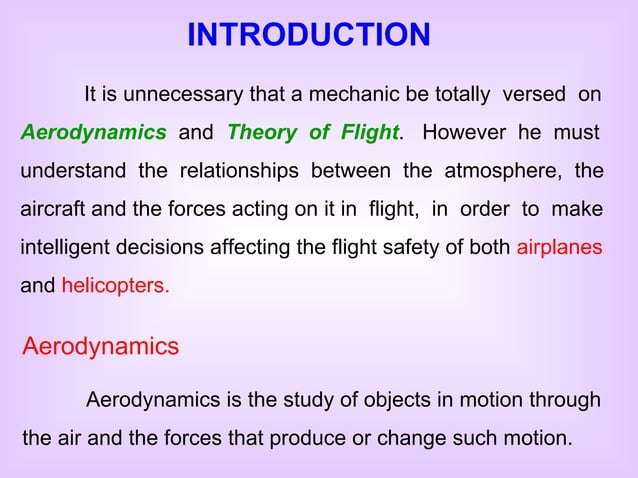 INTRODUCTION
It is unnecessary that a mechanic be totally versed on
Aerodynamics and Theory of Flight. However he must
understand the relationships between the atmosphere, the
aircraft and the forces acting on it in flight, in order to make
intelligent decisions affecting the flight safety of both airplanes
and helicopters.
Aerodynamics
Aerodynamics is the study of objects in motion through
the air and the forces that produce or change such motion.